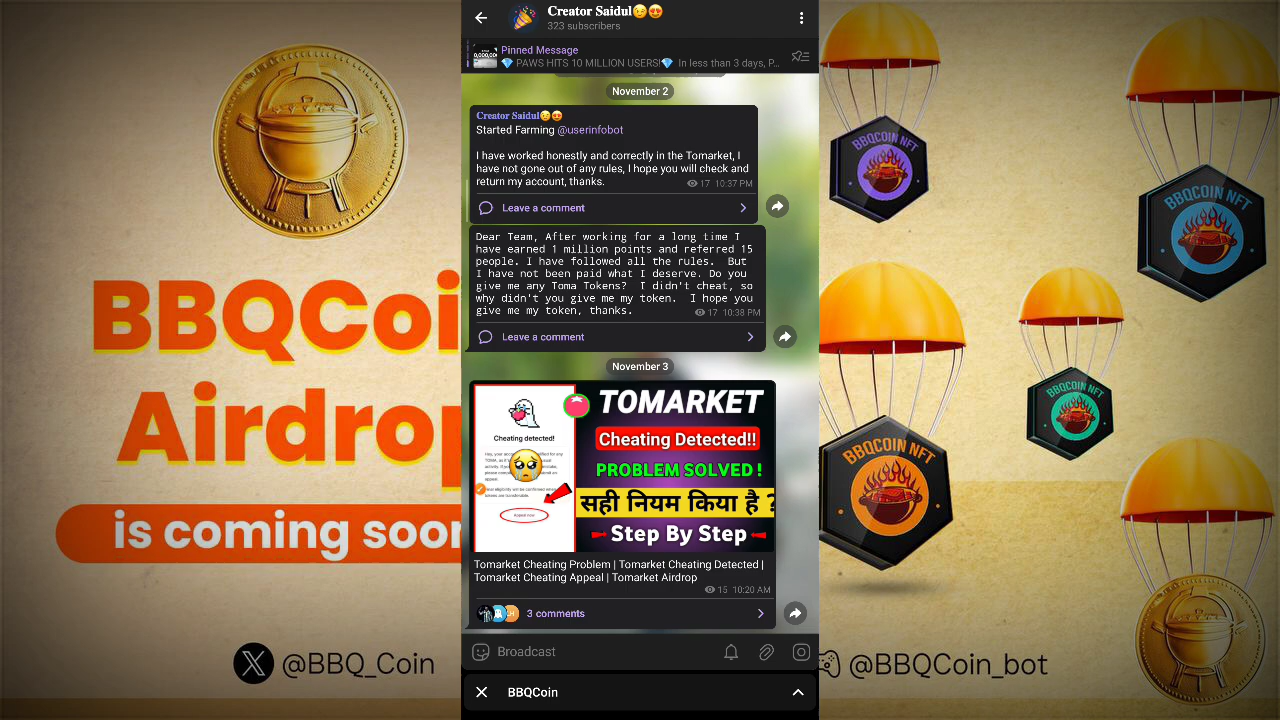 BBQCoi
Airdrop
is coming soon
@BBQ_Coin
Creator Saidul😉😍
323 subscribers
Pinned Message
💎 PAWS HITS 10 MILLION USERS!💎 In less than 3 days, P...
November 2
Creator Saidul😉😍
Started Farming @userinfobot
I have worked honestly and correctly in the Tomarket, I
have not gone out of any rules, I hope you will check and
return my account, thanks.
17 10:37 PM
Leave a comment
Dear Team, After working for a long time I
have earned 1 million points and referred 15
people. I have followed all the rules. But
I have not been paid what I deserve. Do you
give me any Toma Tokens? I didn't cheat, so
why didn't you give me my token. I hope you
give me my token, thanks.
17 10:38 PM
Leave a comment
November 3
Cheating detected!
TOMARKET
Cheating Detected!!
PROBLEM SOLVED !
सही नियम किया है ?
Step By Step
Tomarket Cheating Problem | Tomarket Cheating Detected |
Tomarket Cheating Appeal | Tomarket Airdrop
15 10:20 AM
3 comments
Broadcast
BBQCoin
BBQCOIN NFT
BBQCOIN NFT
BBQCOIN NFT
BBQCOIN NFT
@BBQCoin_bot